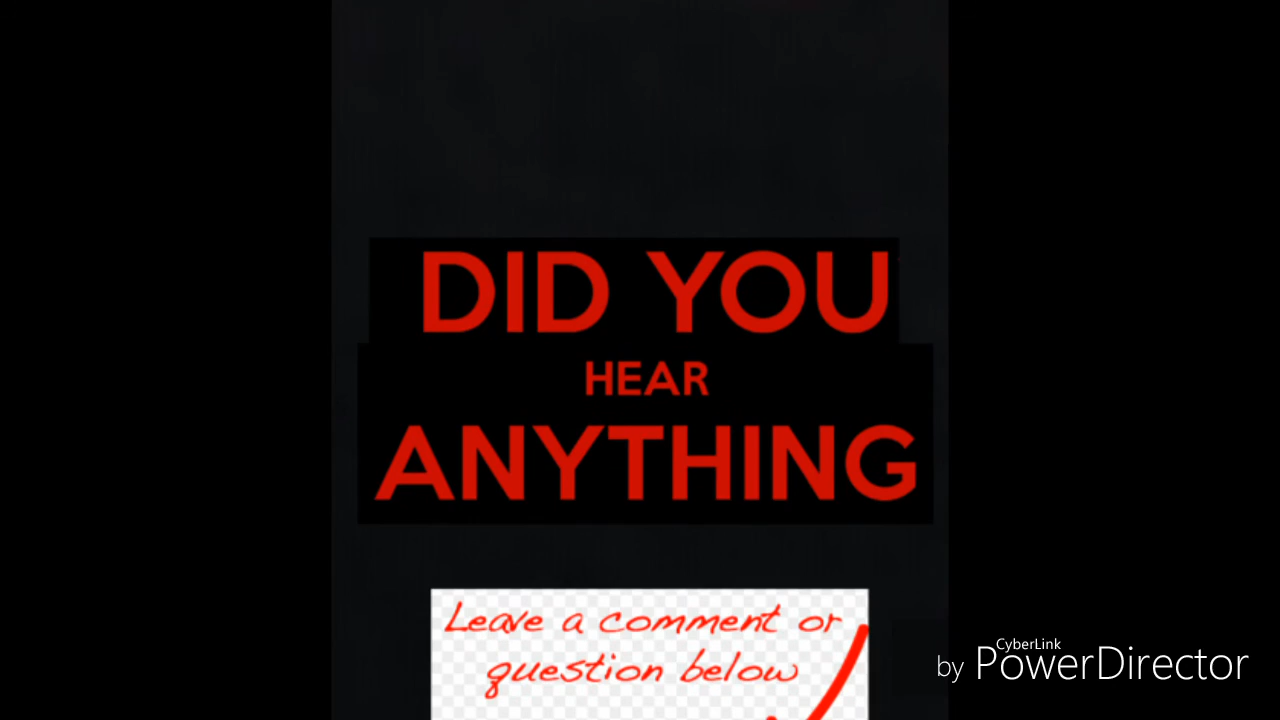 DID YOU
HEAR
ANYTHING
Leave a comment or
question below
CyberLink
by PowerDirector